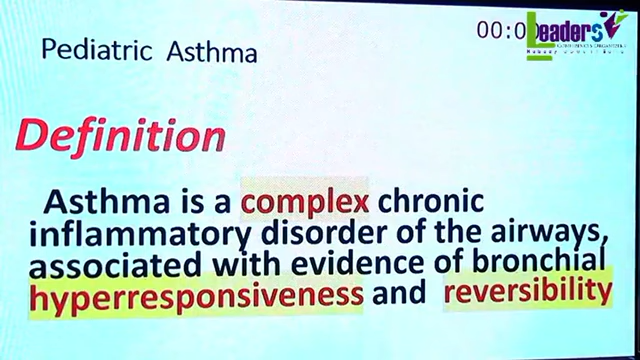 Pediatric Asthma
00:0
Leaders
Definition
Asthma is a complex chronic
inflammatory disorder of the airways,
associated with evidence of bronchial
hyperresponsiveness and reversibility